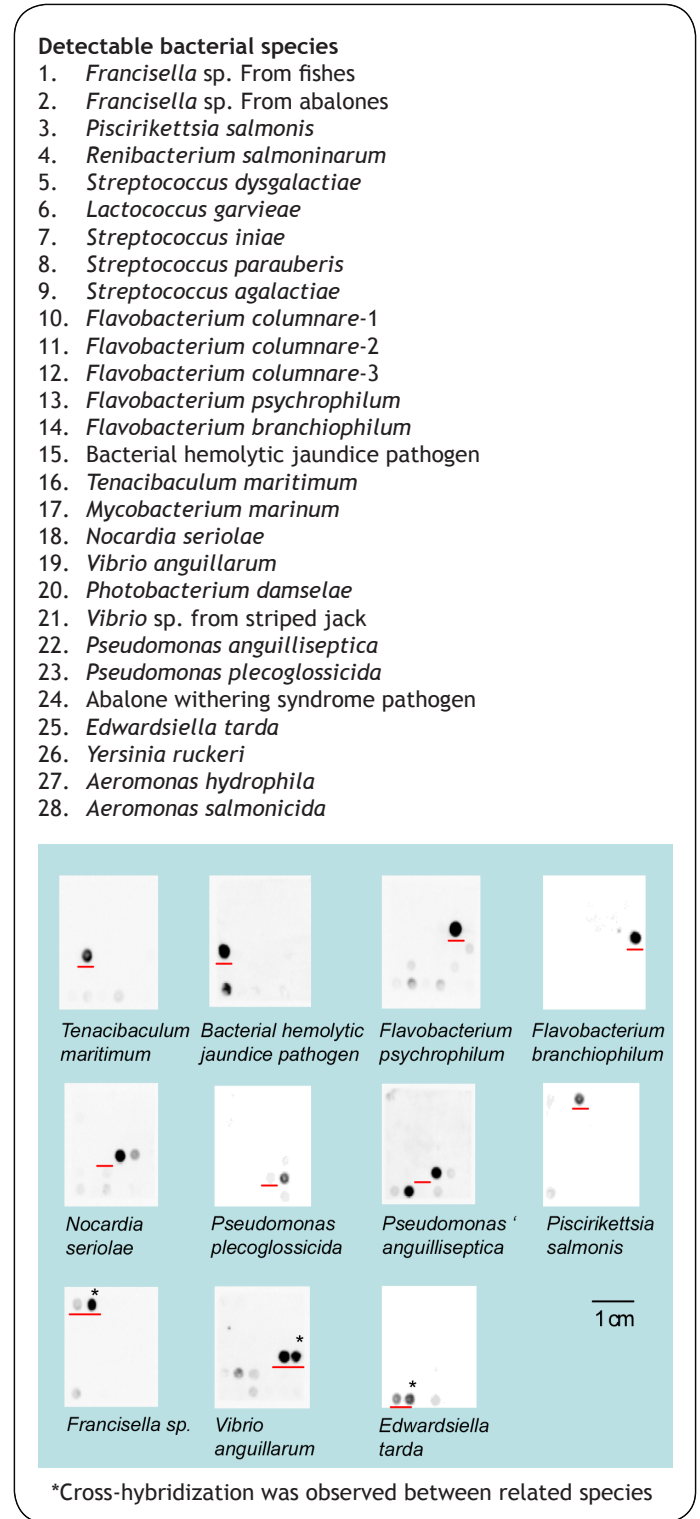 Detectable bacterial species
1. Francisella sp. From fishes
2. Francisella sp. From abalones
3. Piscirikettsia salmonis
4. Renibacterium salmoninarum
5. Streptococcus dysgalactiae
6. Lactococcus garvieae
7. Streptococcus iniae
8. Streptococcus parauberis
9. Streptococcus agalactiae
10. Flavobacterium columnare-1
11. Flavobacterium columnare-2
12. Flavobacterium columnare-3
13. Flavobacterium psychrophilum
14. Flavobacterium branchiophilum
15. Bacterial hemolytic jaundice pathogen
16. Tenacibaculum maritimum
17. Mycobacterium marinum
18. Nocardia seriolae
19. Vibrio anguillarum
20. Photobacterium damselae
21. Vibrio sp. from striped jack
22. Pseudomonas anguilliseptica
23. Pseudomonas plecoglossicida
24. Abalone withering syndrome pathogen
25. Edwardsiella tarda
26. Yersinia ruckeri
27. Aeromonas hydrophila
28. Aeromonas salmonicida
Tenacibaculum
maritimum
Bacterial hemolytic
jaundice pathogen
Flavobacterium
psychrophilum
Flavobacterium
branchiophilum
Nocardia
seriolae
Pseudomonas
plecoglossicida
Pseudomonas ‘
anguilliseptica
Piscirikettsia
salmonis
*
Francisella sp.
*
Vibrio
anguillarum
*
Edwardsiella
tarda
1 cm
*Cross-hybridization was observed between related species